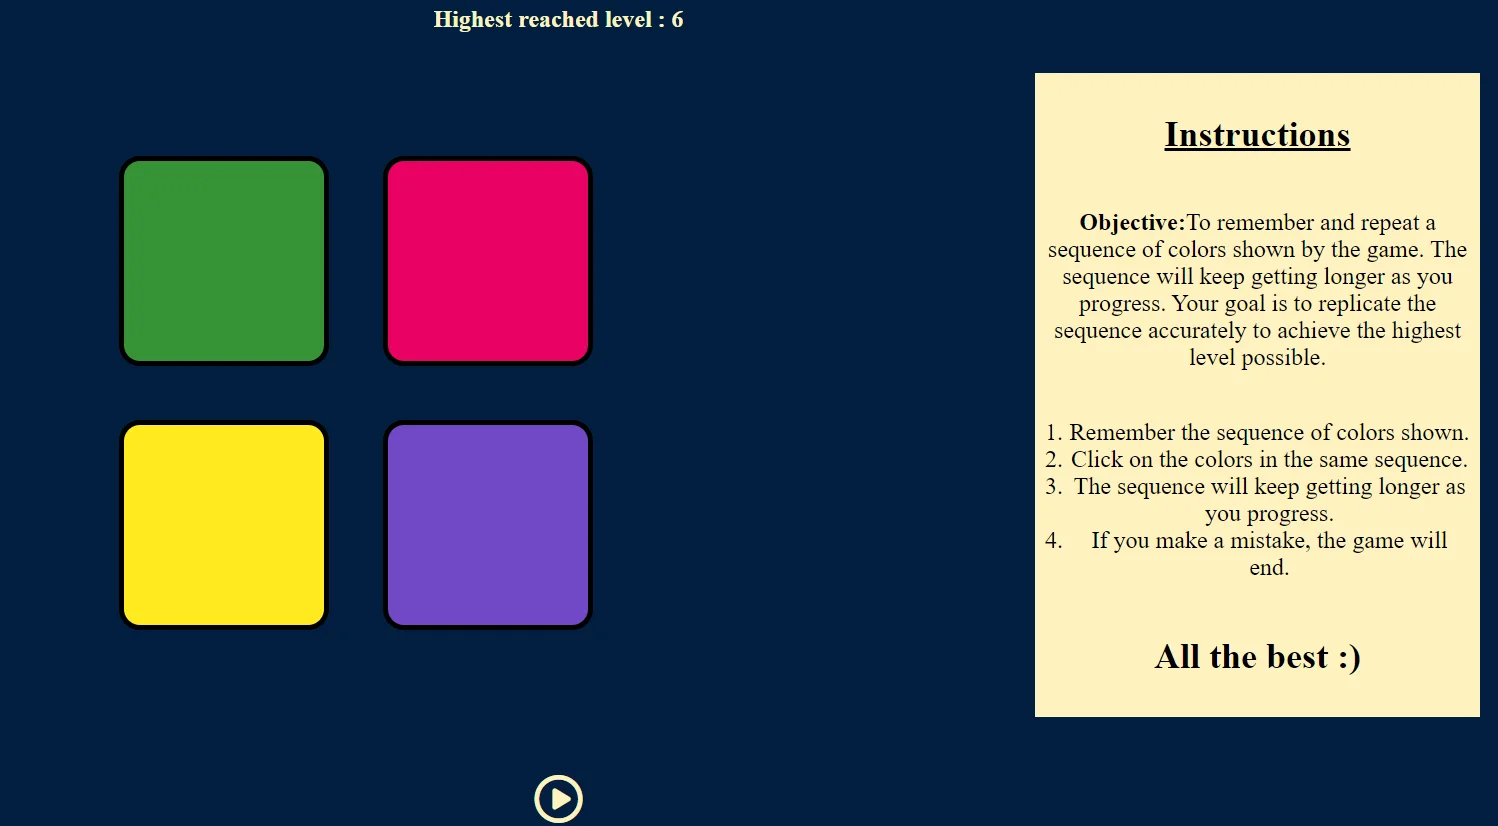 Highest reached level : 6
Instructions
Objective:To remember and repeat a
sequence of colors shown by the game. The
sequence will keep getting longer as you
progress. Your goal is to replicate the
sequence accurately to achieve the highest
level possible.
1. Remember the sequence of colors shown.
2. Click on the colors in the same sequence.
3. The sequence will keep getting longer as
you progress.
4. If you make a mistake, the game will
end.
All the best :)